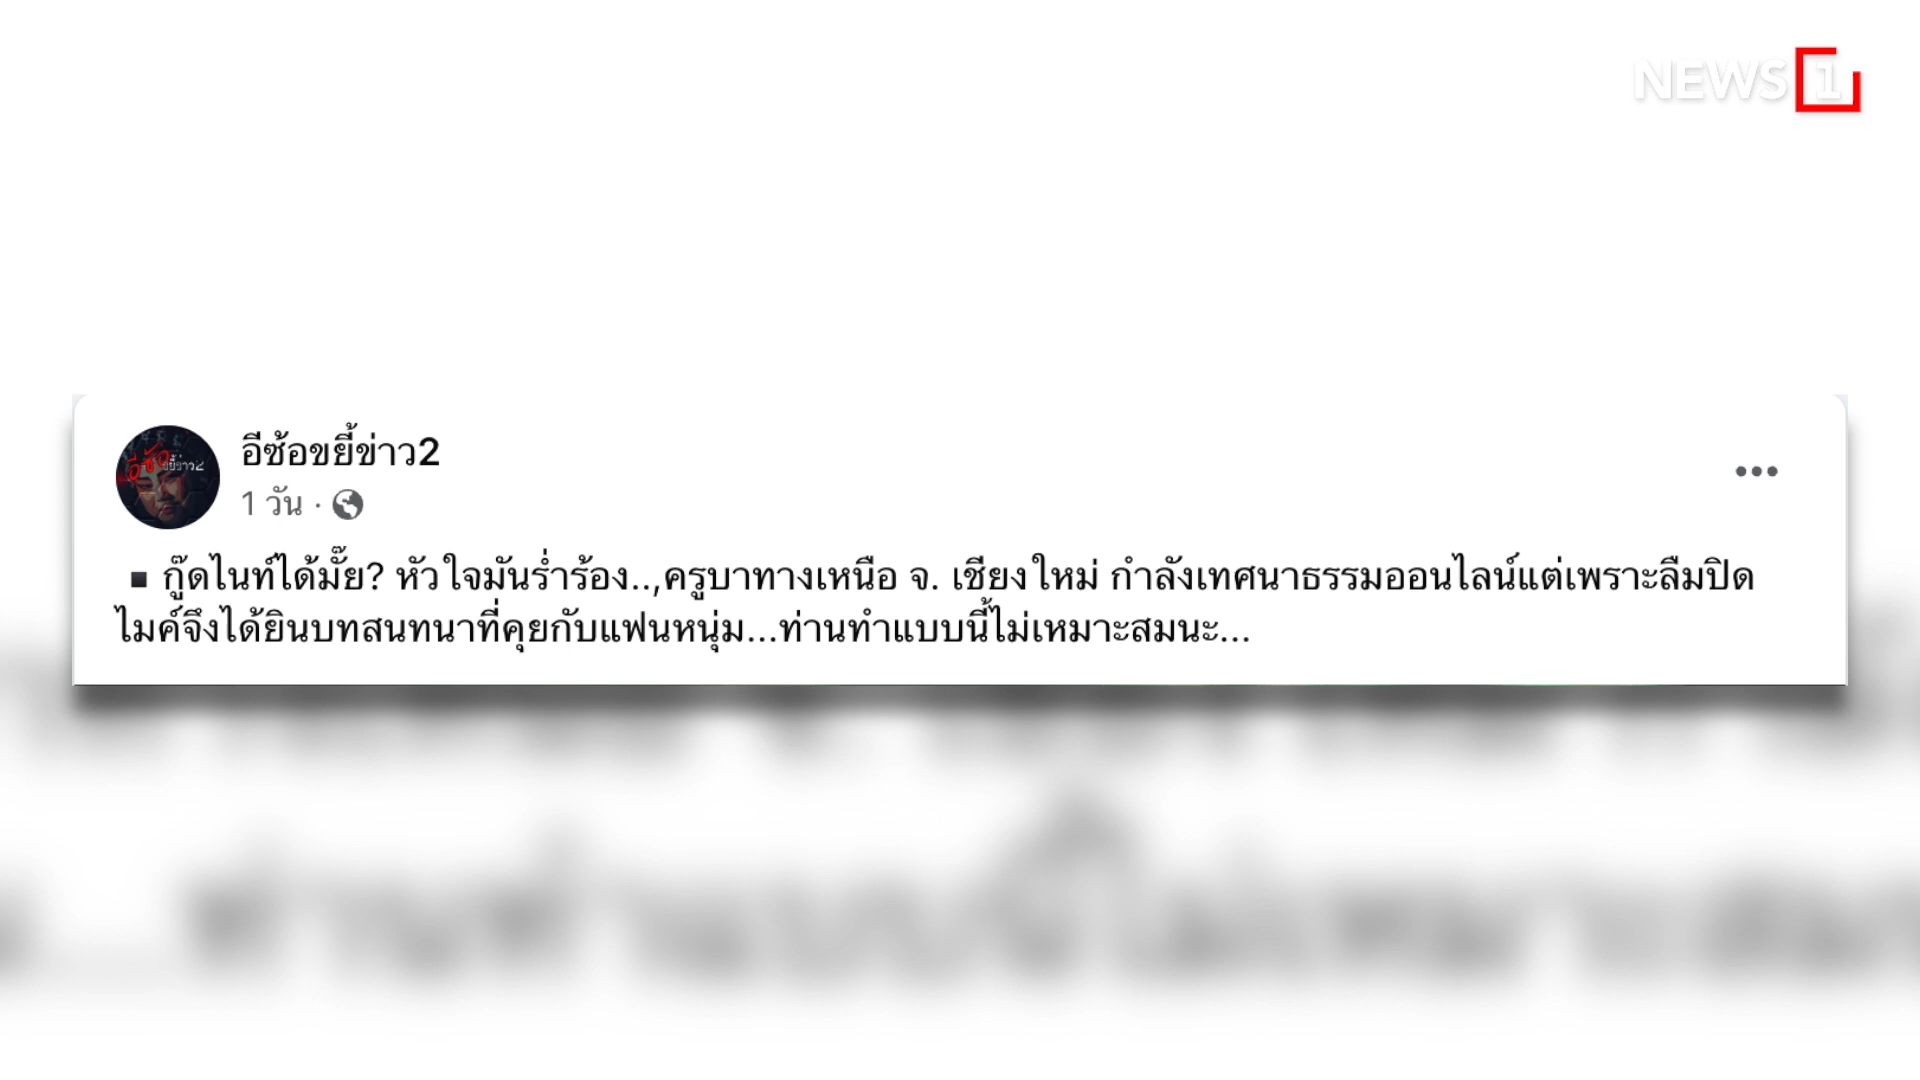 NEWS1
อีซ้อขยี้ข่าว2
1 วัน ·
▪️ กู๊ดไนท์ได้มั๊ย? หัวใจมันร่ำร้อง..,ครูบาทางเหนือ จ. เชียงใหม่ กำลังเทศนาธรรมออนไลน์แต่เพราะลืมปิด
ไมค์จึงได้ยินบทสนทนาที่คุยกับแฟนหนุ่ม...ท่านทำแบบนี้ไม่เหมาะสมนะ...